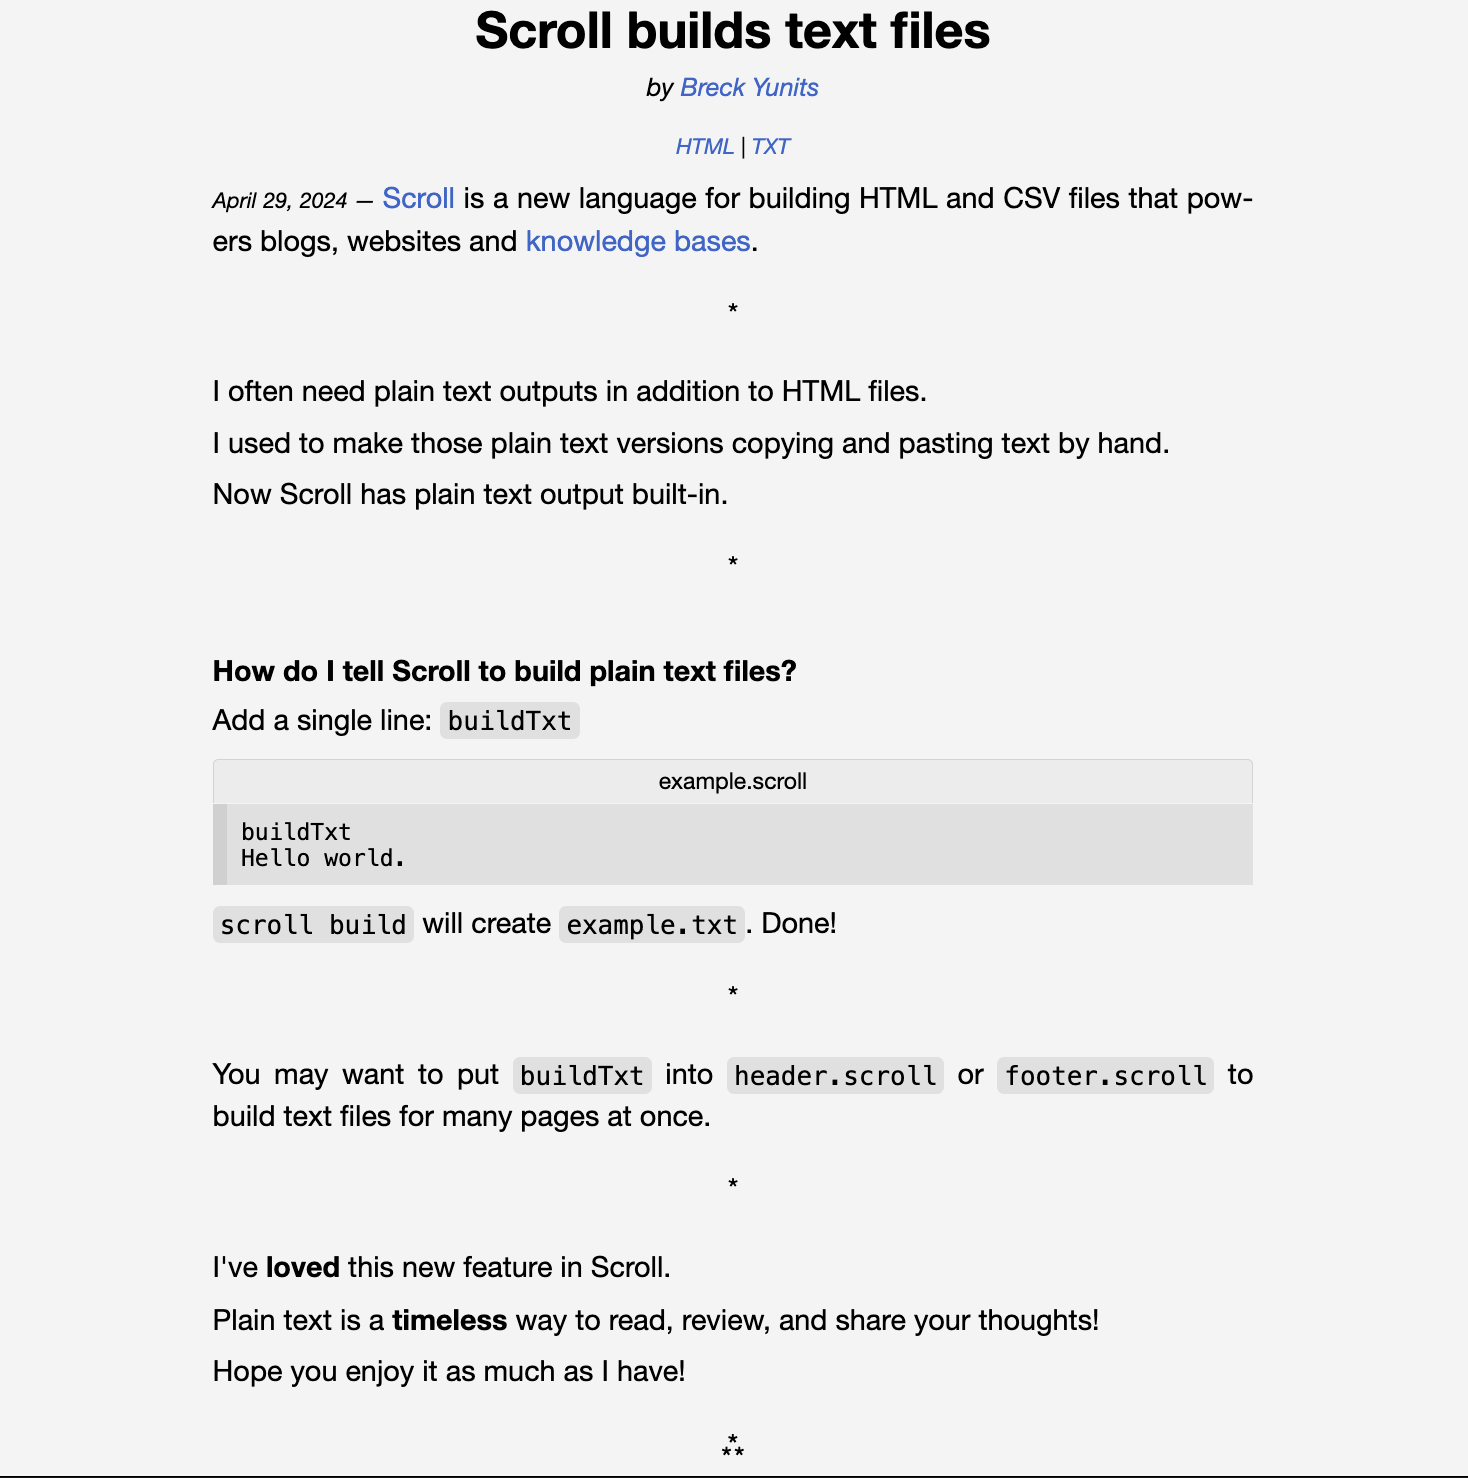 Scroll builds text files
by Breck Yunits
HTML | TXT
April 29, 2024 — Scroll is a new language for building HTML and CSV files that pow-
ers blogs, websites and knowledge bases.
*
I often need plain text outputs in addition to HTML files.
I used to make those plain text versions copying and pasting text by hand.
Now Scroll has plain text output built-in.
*
How do I tell Scroll to build plain text files?
Add a single line: buildTxt
example.scroll
buildTxt
Hello world.
scroll build will create example.txt. Done!
*
You may want to put buildTxt into header.scroll or footer.scroll to
build text files for many pages at once.
*
I've loved this new feature in Scroll.
Plain text is a timeless way to read, review, and share your thoughts!
Hope you enjoy it as much as I have!
⁂